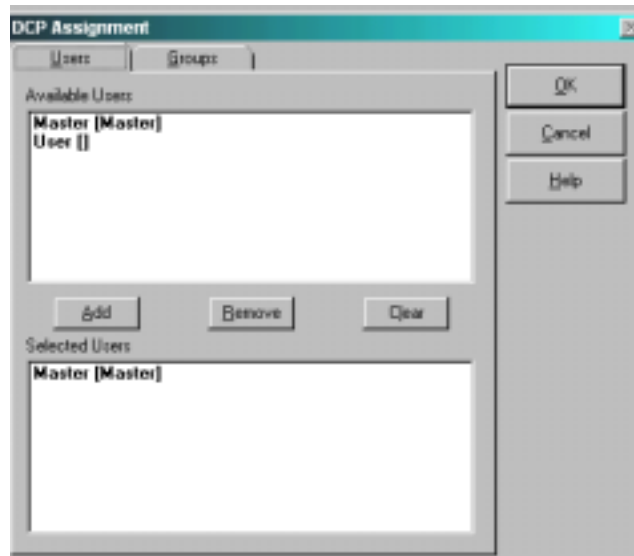 DCP Assignment
Users
Groups
Available Users
Master [Master]
User []
Add
Remove
Clear
Selected Users
Master [Master]
OK
Cancel
Help